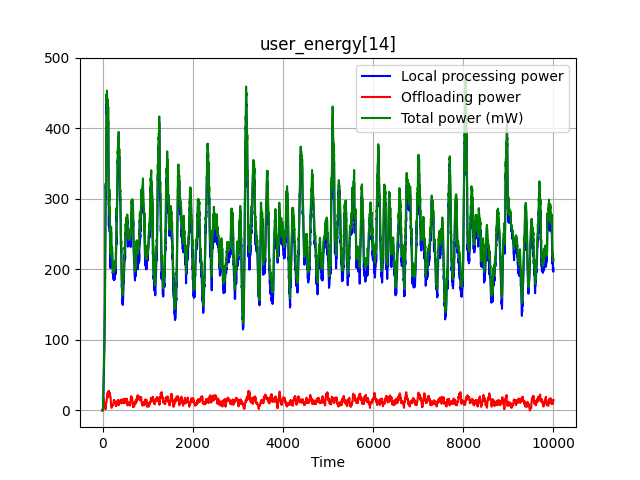 user_energy[14]
Local processing power
Offloading power
Total power (mW)
500
400
300
200
100
0
0 2000 4000 6000 8000 10000
Time